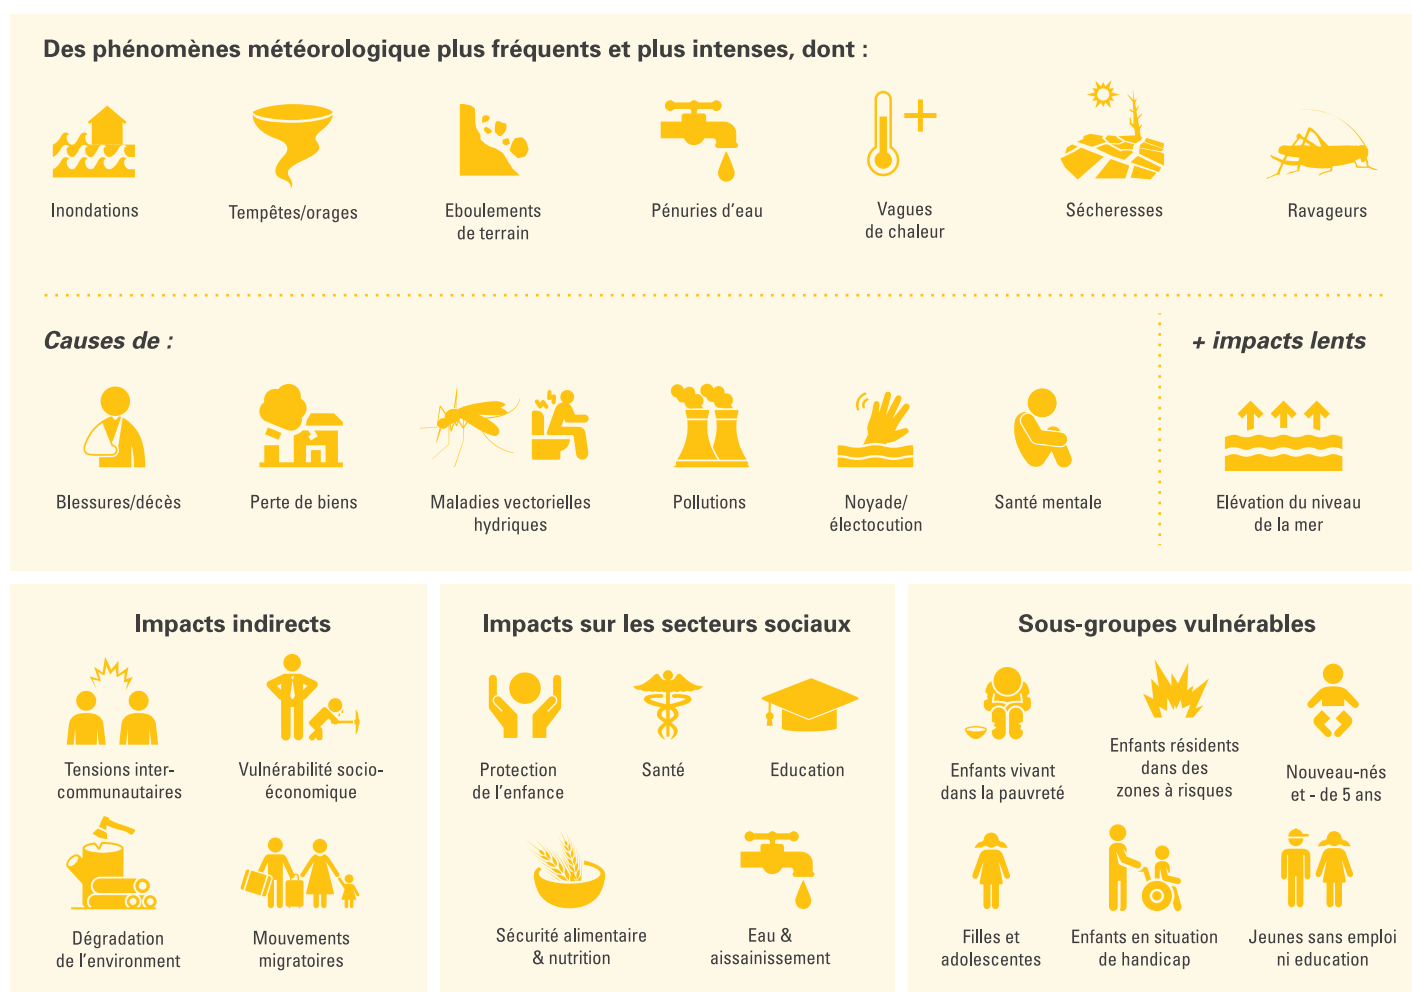 Des phénomènes météorologique plus fréquents et plus intenses, dont :
Inondations
Tempêtes/orages
Eboulements
de terrain
Pénuries d'eau
Vagues
de chaleur
Sécheresses
Ravageurs
Causes de :
Blessures/décès
Perte de biens
Maladies vectorielles
hydriques
Pollutions
Noyade/
électocution
Santé mentale
+ impacts lents
Elévation du niveau
de la mer
Impacts indirects
Tensions inter-
communautaires
Vulnérabilité socio-
économique
Dégradation
de l'environment
Mouvements
migratoires
Impacts sur les secteurs sociaux
Protection
de l'enfance
Santé
Education
Sécurité alimentaire
& nutrition
Eau &
aissainissement
Sous-groupes vulnérables
Enfants vivant
dans la pauvreté
Enfants résidents
dans des
zones à risques
Nouveau-nés
et - de 5 ans
Filles et
adolescentes
Enfants en situation
de handicap
Jeunes sans emploi
ni education